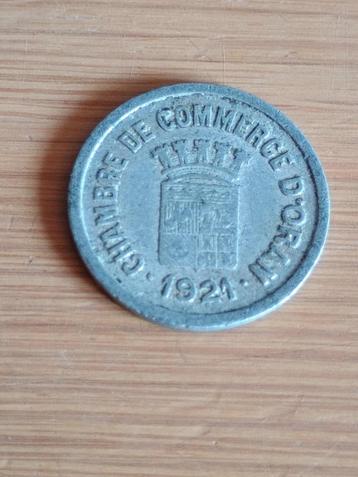 CHAMBRE DE COMMERCE D'ORAN
1921